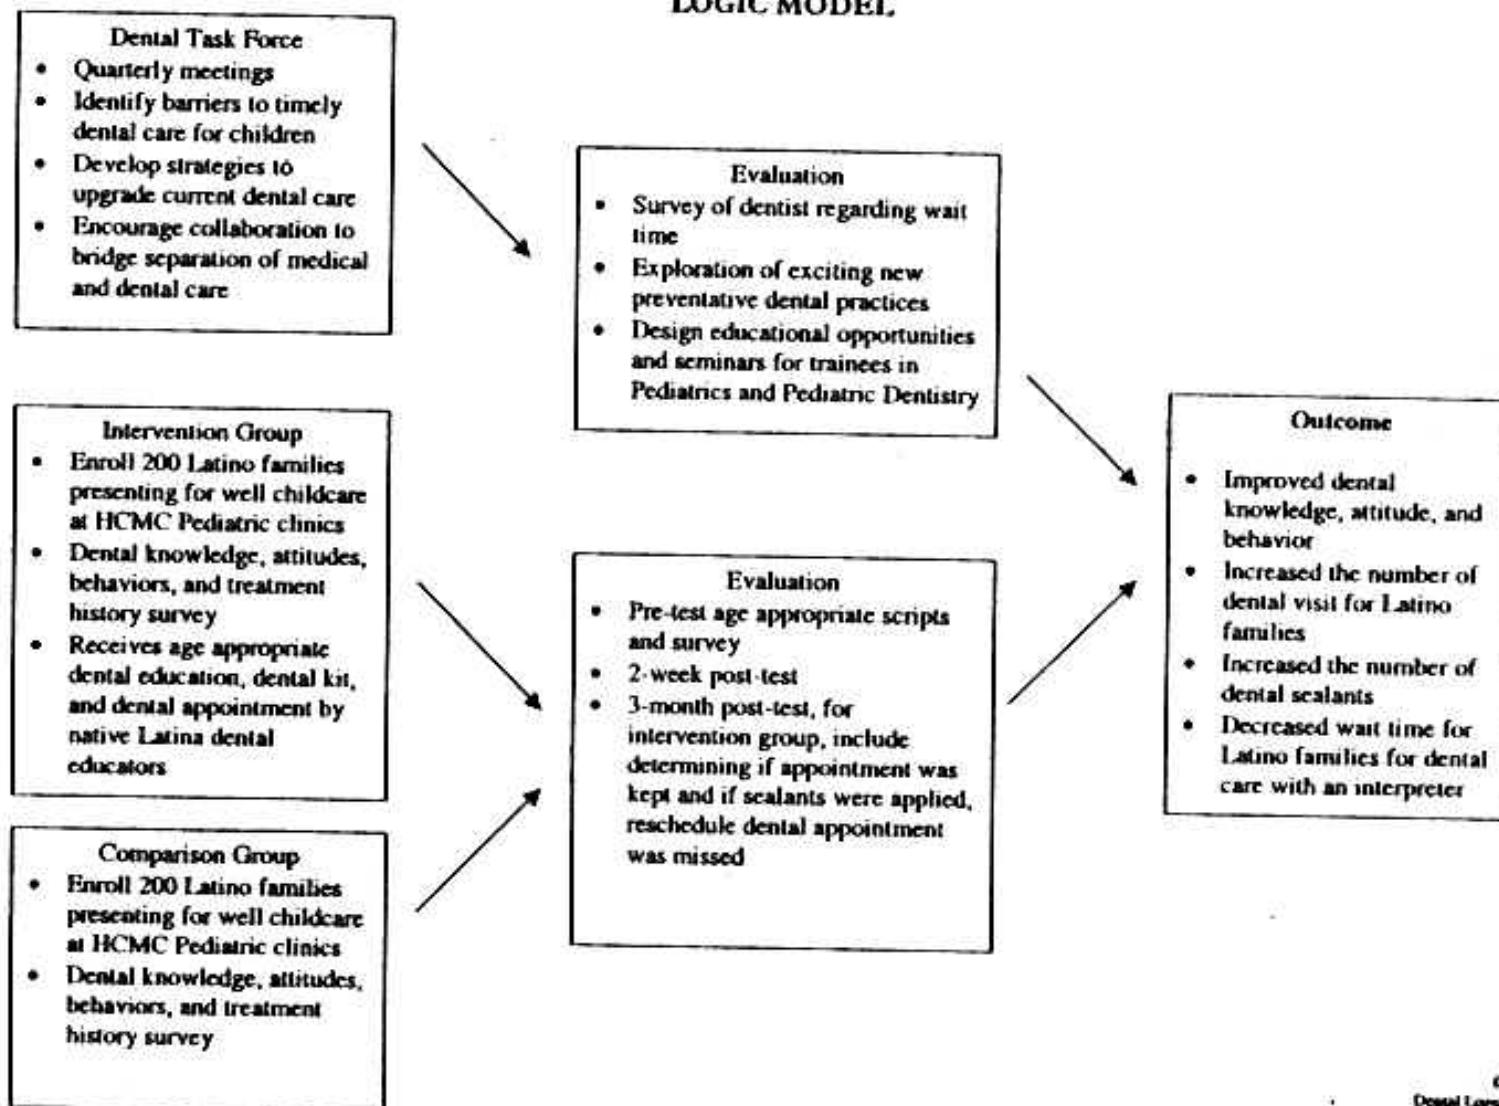 LOGIC MODEL
Dental Task Force
• Quarterly meetings
• Identify barriers to timely
dental care for children
• Develop strategies to
upgrade current dental care
• Encourage collaboration to
bridge separation of medical
and dental care
Intervention Group
• Enroll 200 Latino families
presenting for well childcare
at HCMC Pediatric clinics
• Dental knowledge, attitudes,
behaviors, and treatment
history survey
• Receives age appropriate
dental education, dental kit,
and dental appointment by
native Latina dental
educators
Comparison Group
• Enroll 200 Latino families
presenting for well childcare
at HCMC Pediatric clinics
• Dental knowledge, attitudes,
behaviors, and treatment
history survey
Evaluation
• Survey of dentist regarding wait
time
• Exploration of exciting new
preventative dental practices
• Design educational opportunities
and seminars for trainees in
Pediatrics and Pediatric Dentistry
Evaluation
• Pre-test age appropriate scripts
and survey
• 2-week post-test
• 3-month post-test, for
intervention group, include
determining if appointment was
kept and if sealants were applied,
reschedule dental appointment
was missed
Outcome
• Improved dental
knowledge, attitude, and
behavior
• Increased the number of
dental visit for Latino
families
• Increased the number of
dental sealants
• Decreased wait time for
Latino families for dental
care with an interpreter
Dental